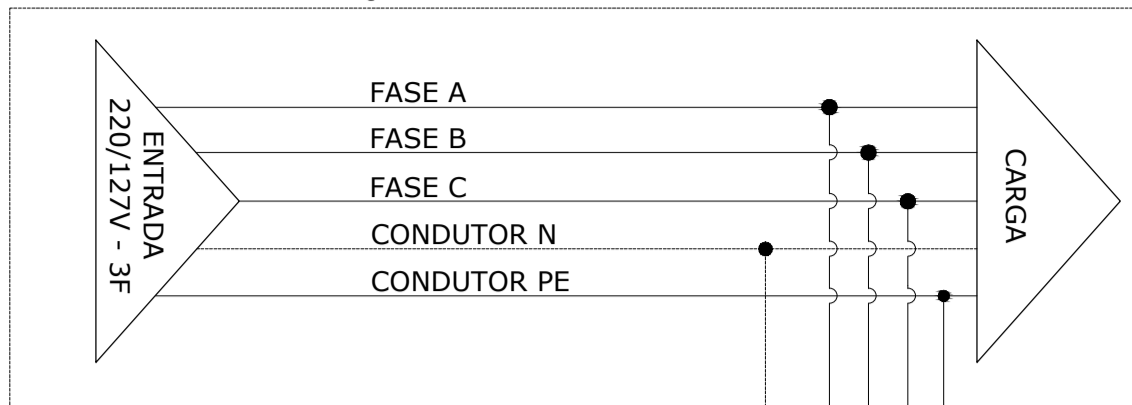 ENTRADA
220/127V - 3F
FASE A
FASE B
FASE C
CONDUTOR N
CONDUTOR PE
CARGA